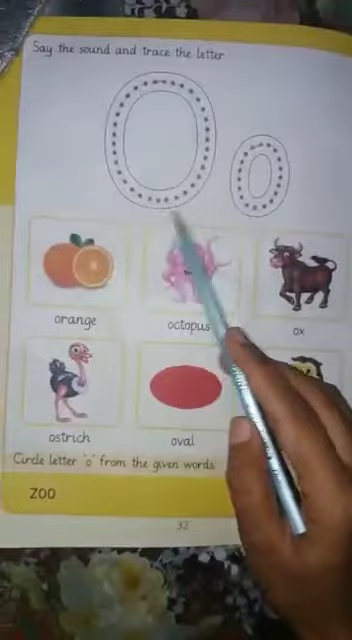 Say the sound and trace the letter
O o
orange octopus ox
ostrich oval
Circle letter 'o' from the given words
ZOO
32